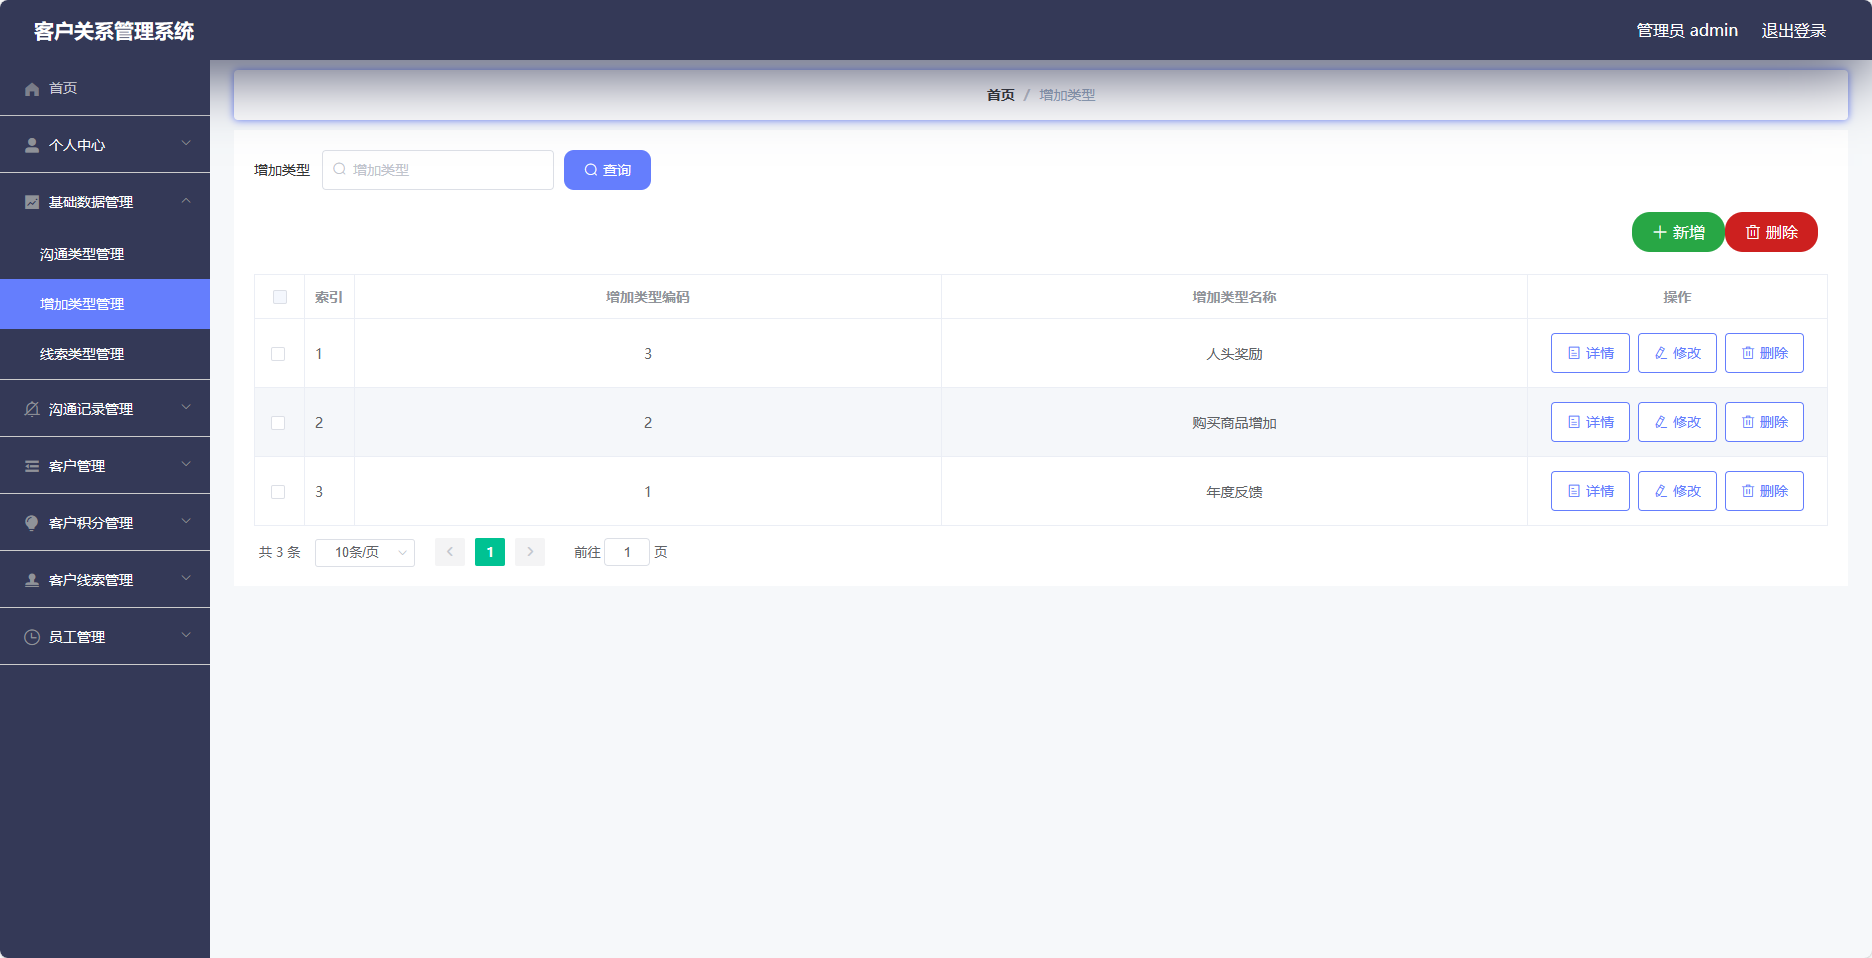 客户关系管理系统
管理员 admin 退出登录
首页
个人中心
基础数据管理
沟通类型管理
增加类型管理
线索类型管理
沟通记录管理
客户管理
客户积分管理
客户线索管理
员工管理
首页 / 增加类型
增加类型 增加类型 查询
新增 删除
索引 增加类型编码 增加类型名称 操作
1 3 人头奖励 详情 修改 删除
2 2 购买商品增加 详情 修改 删除
3 1 年度反馈 详情 修改 删除
共 3 条 10条/页 1 前往 1 页